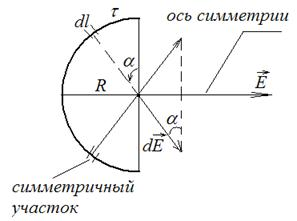 τ
dl
ось симметрии
α
R
E
α
dE
симметричный
участок